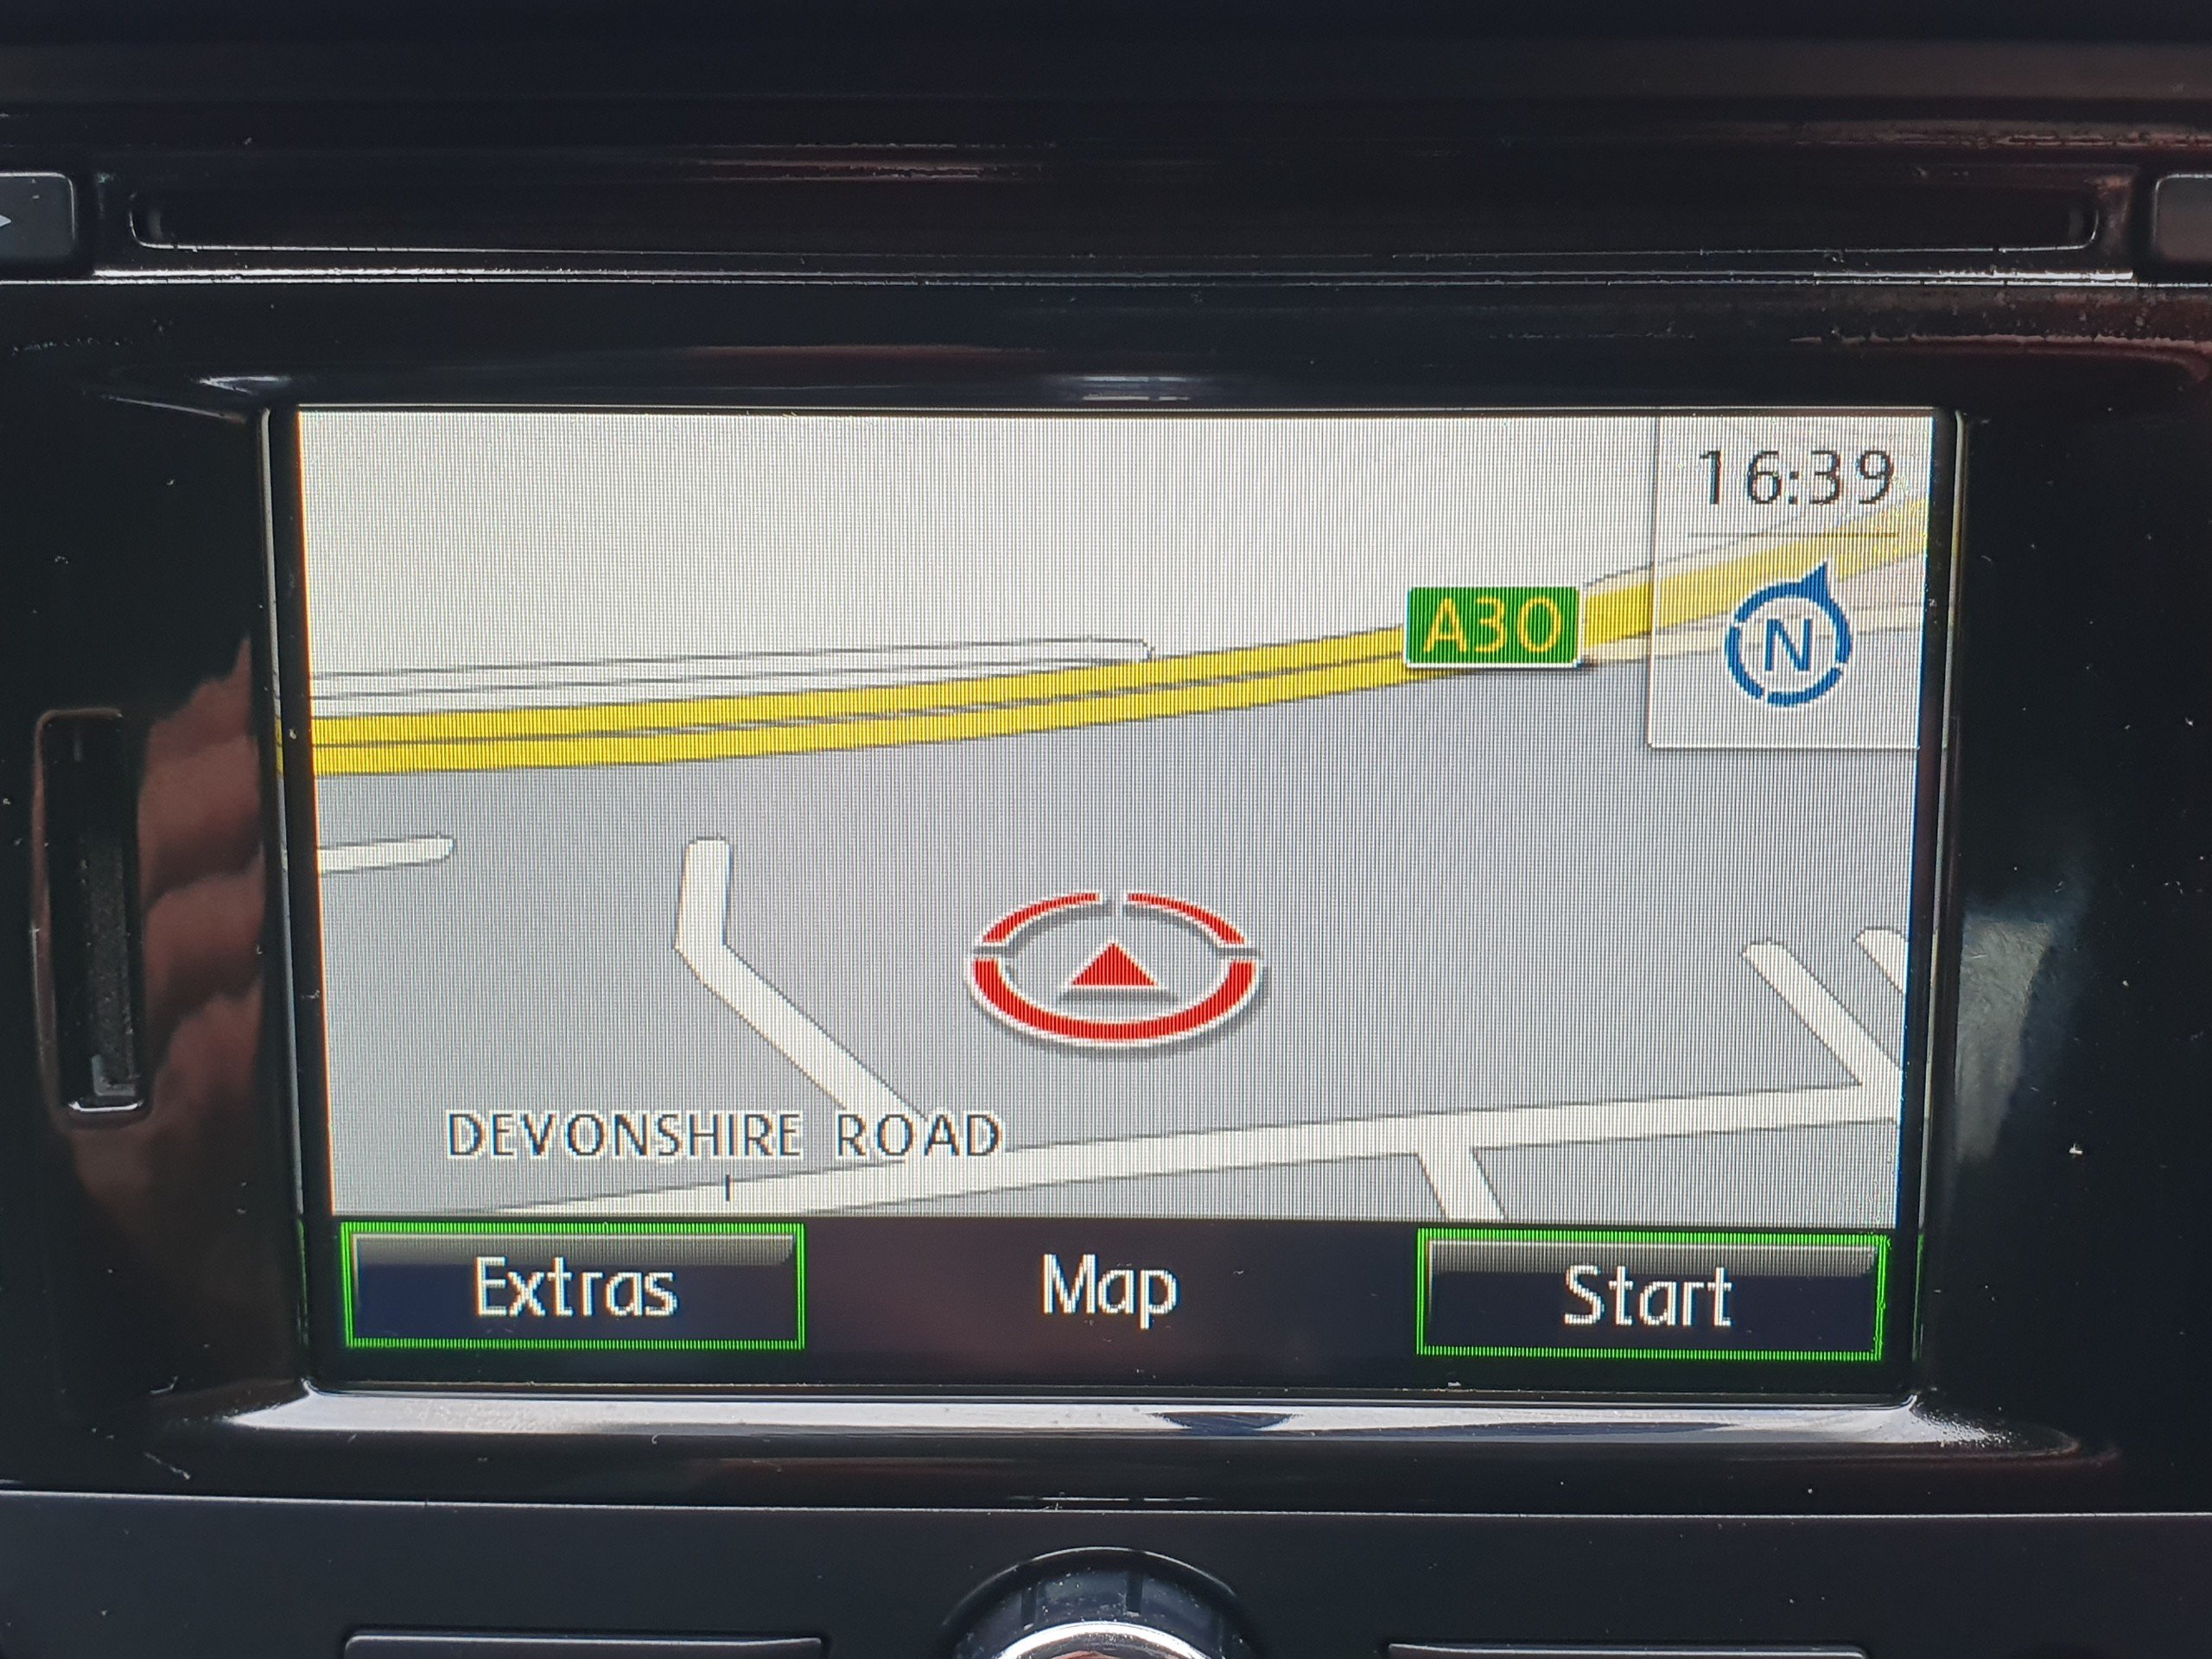 16:39
A30
N
DEVONSHIRE ROAD
Extras
Map
Start